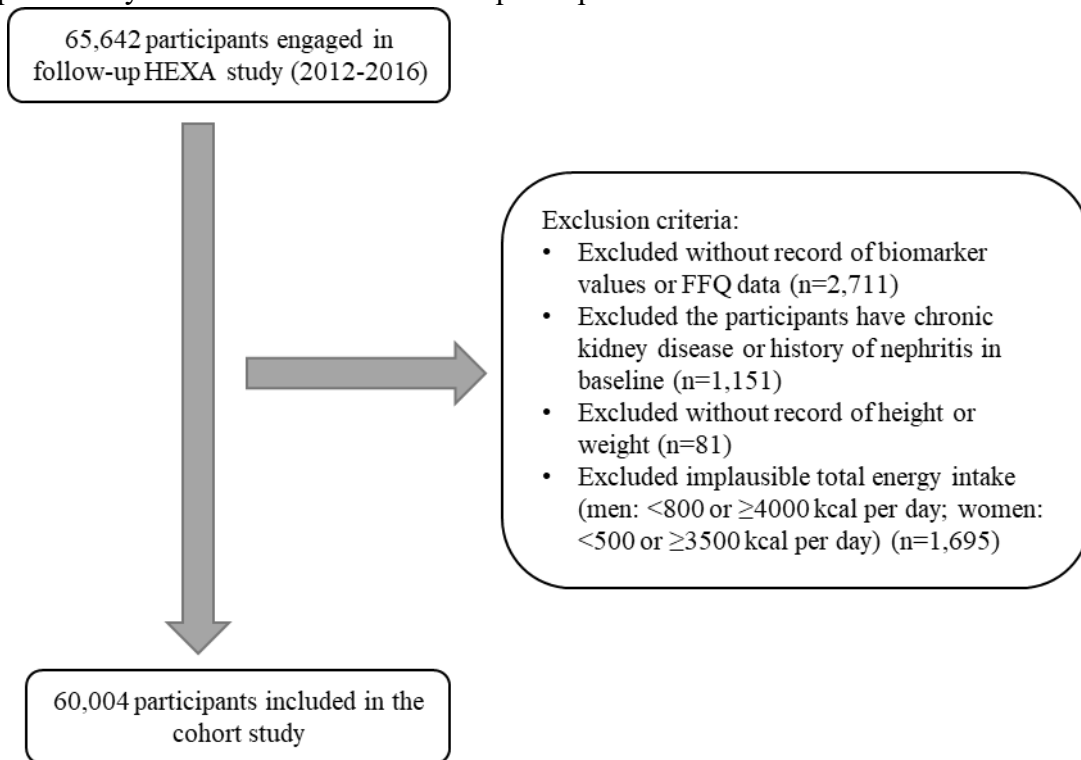 65,642 participants engaged in
follow-up HEXA study (2012-2016)
Exclusion criteria:
• Excluded without record of biomarker
values or FFQ data (n=2,711)
• Excluded the participants have chronic
kidney disease or history of nephritis in
baseline (n=1,151)
• Excluded without record of height or
weight (n=81)
• Excluded implausible total energy intake
(men: <800 or ≥4000 kcal per day; women:
<500 or ≥3500 kcal per day) (n=1,695)
60,004 participants included in the
cohort study